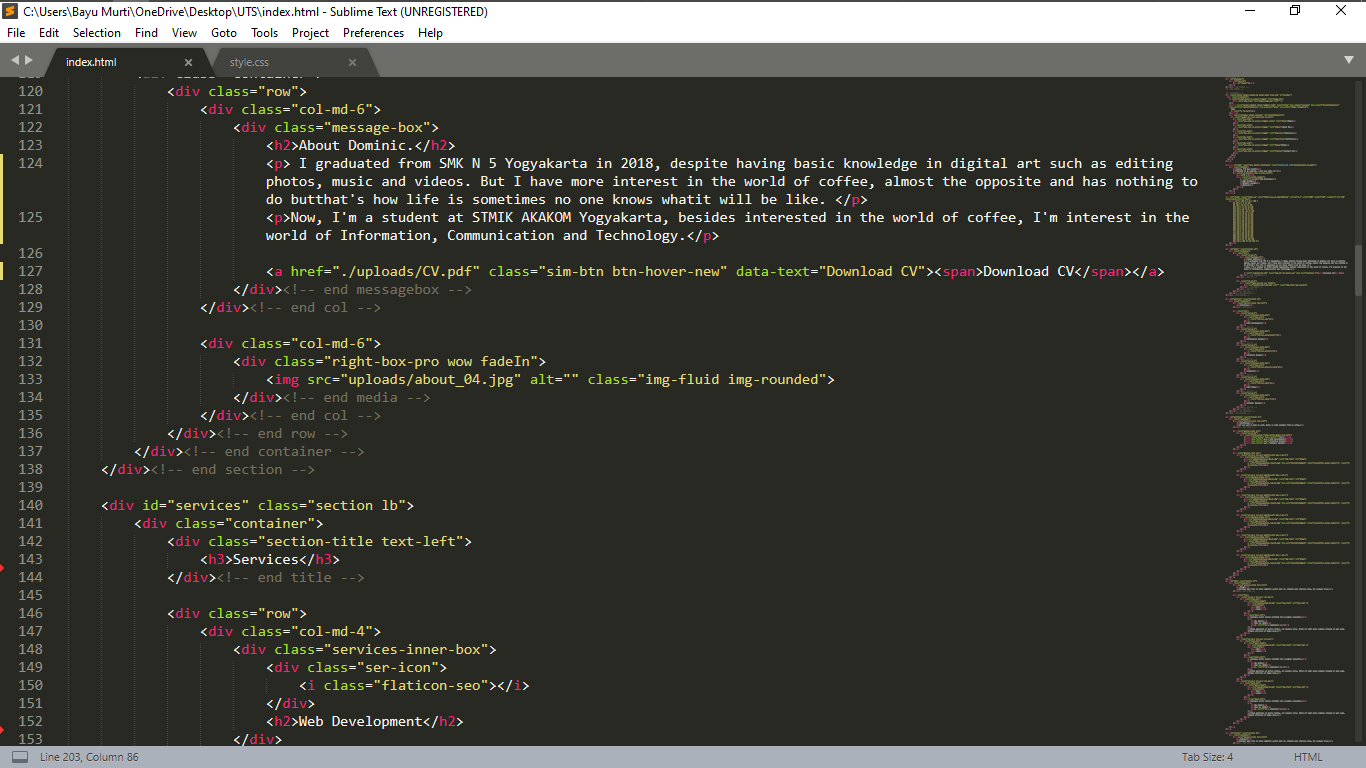 C:\Users\Bayu Murti\OneDrive\Desktop\UTS\index.html - Sublime Text (UNREGISTERED)
File Edit Selection Find View Goto Tools Project Preferences Help
index.html style.css
120 <div class="row">
121 <div class="col-md-6">
122 <div class="message-box">
123 <h2>About Dominic.</h2>
124 <p> I graduated from SMK N 5 Yogyakarta in 2018, despite having basic knowledge in digital art such as editing
photos, music and videos. But I have more interest in the world of coffee, almost the opposite and has nothing to
do butthat's how life is sometimes no one knows whatit will be like. </p>
125 <p>Now, I'm a student at STMIK AKAKOM Yogyakarta, besides interested in the world of coffee, I'm interest in the
world of Information, Communication and Technology.</p>
126
127 <a href="./uploads/CV.pdf" class="sim-btn btn-hover-new" data-text="Download CV"><span>Download CV</span></a>
128 </div><!-- end messagebox -->
129 </div><!-- end col -->
130
131 <div class="col-md-6">
132 <div class="right-box-pro wow fadeIn">
133 <img src="uploads/about_04.jpg" alt="" class="img-fluid img-rounded">
134 </div><!-- end media -->
135 </div><!-- end col -->
136 </div><!-- end row -->
137 </div><!-- end container -->
138 </div><!-- end section -->
139
140 <div id="services" class="section lb">
141 <div class="container">
142 <div class="section-title text-left">
143 <h3>Services</h3>
144 </div><!-- end title -->
145
146 <div class="row">
147 <div class="col-md-4">
148 <div class="services-inner-box">
149 <div class="ser-icon">
150 <i class="flaticon-seo"></i>
151 </div>
152 <h2>Web Development</h2>
153 </div>
Line 203, Column 86 Tab Size: 4 HTML